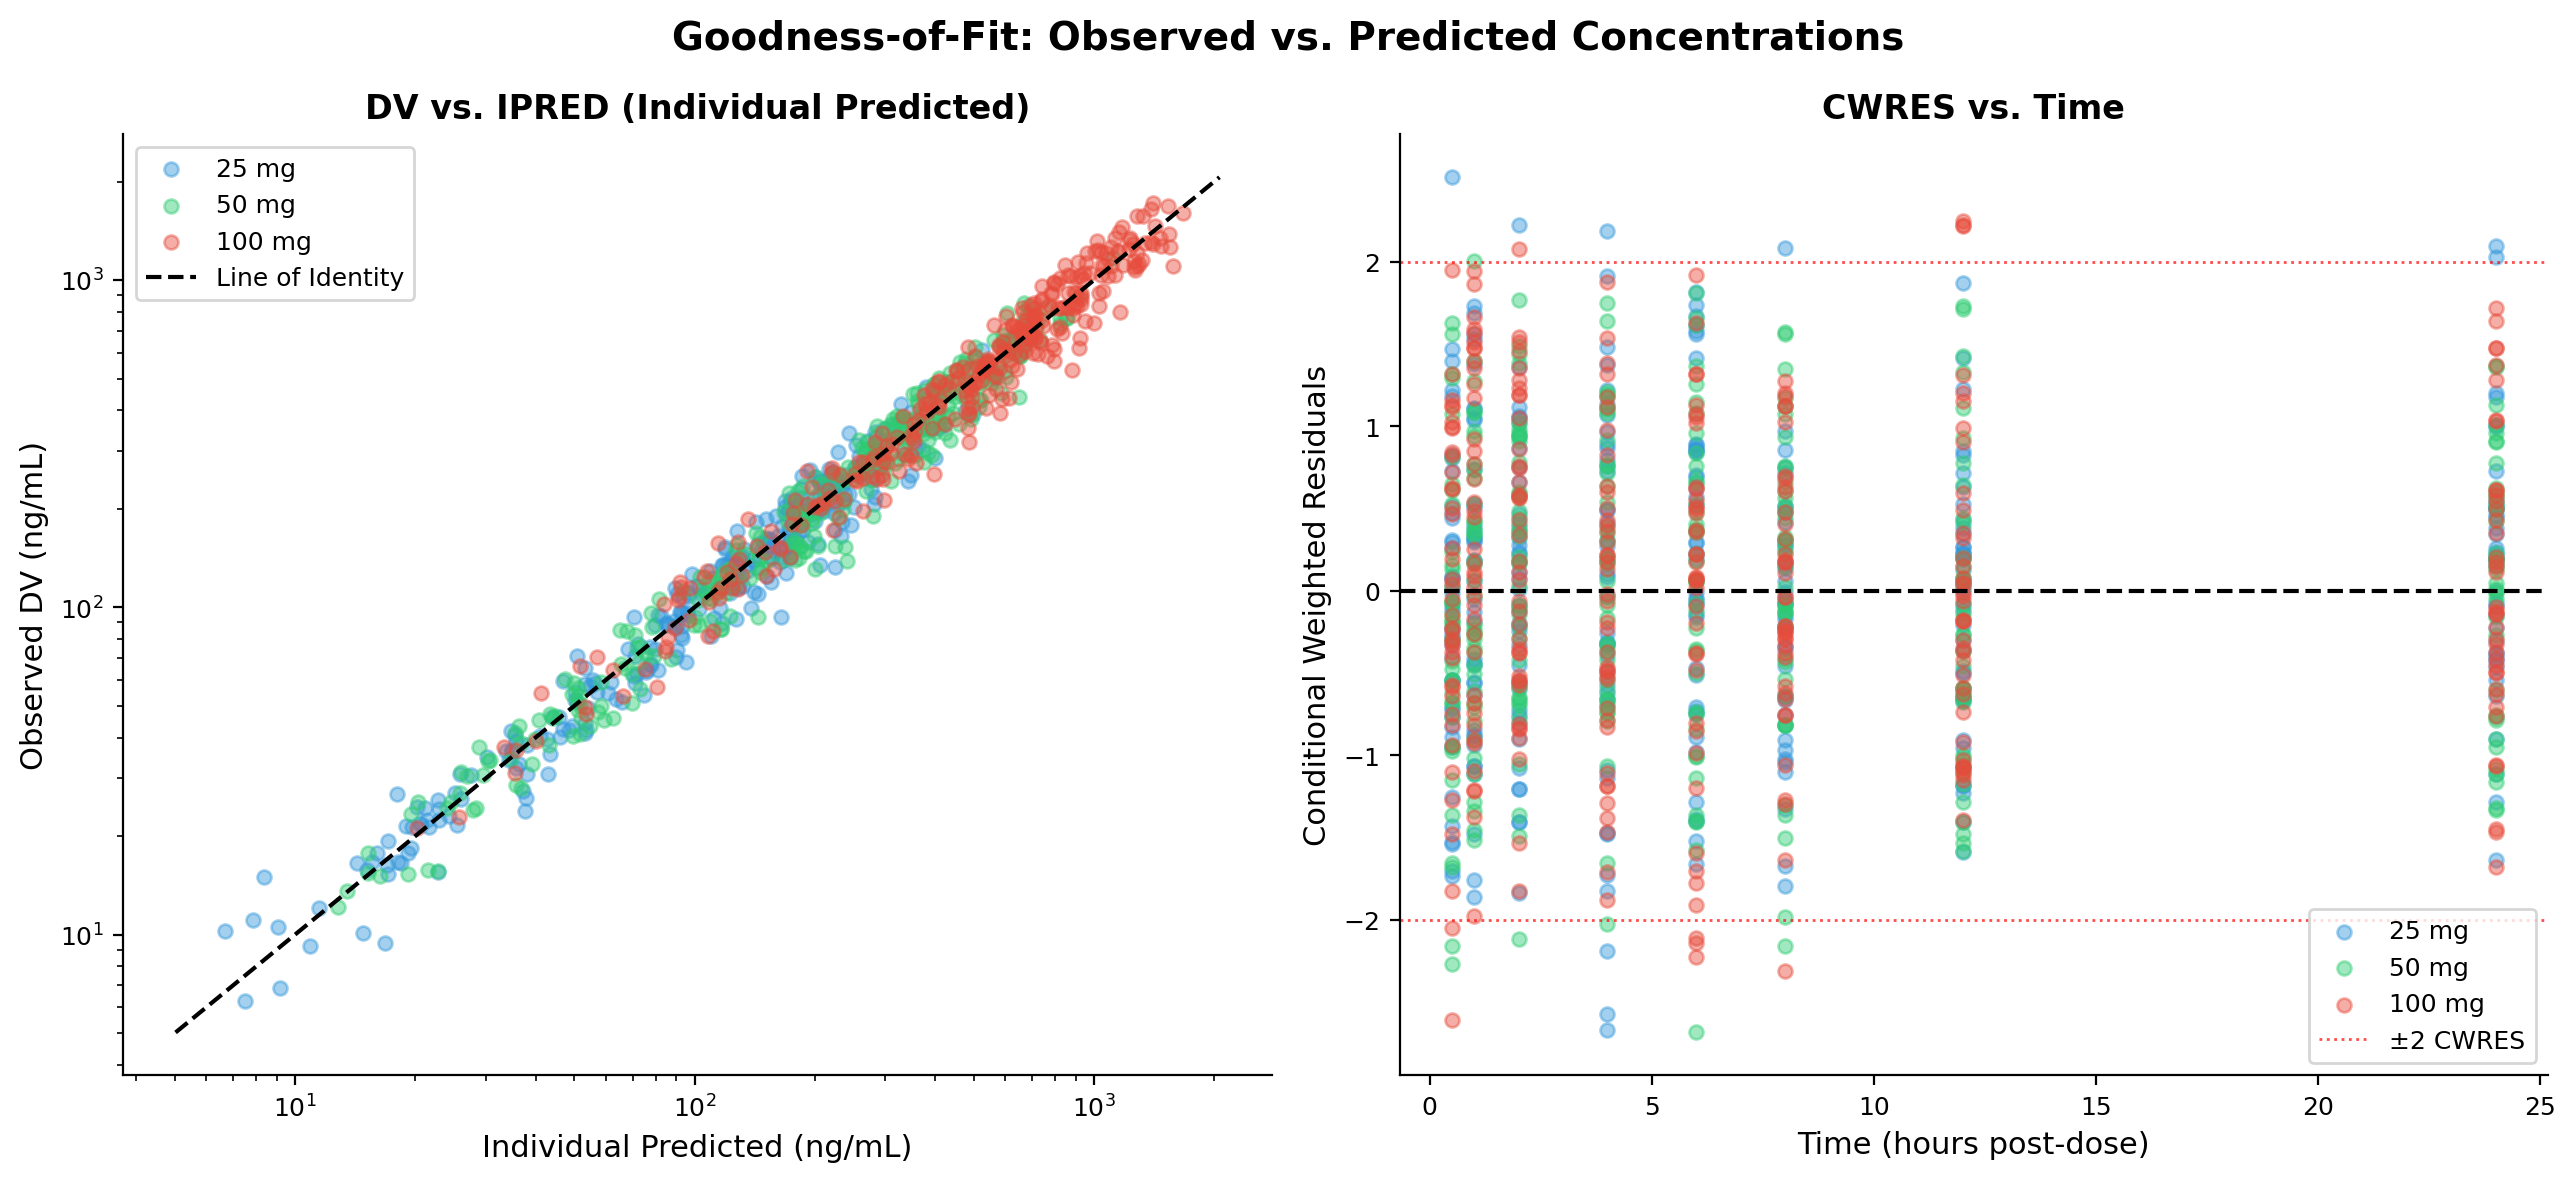 Goodness-of-Fit: Observed vs. Predicted Concentrations
DV vs. IPRED (Individual Predicted)
25 mg
50 mg
100 mg
Line of Identity
10³
10²
10¹
Observed DV (ng/mL)
10¹
10²
10³
Individual Predicted (ng/mL)
CWRES vs. Time
2
1
0
−1
−2
Conditional Weighted Residuals
25 mg
50 mg
100 mg
±2 CWRES
0
5
10
15
20
25
Time (hours post-dose)